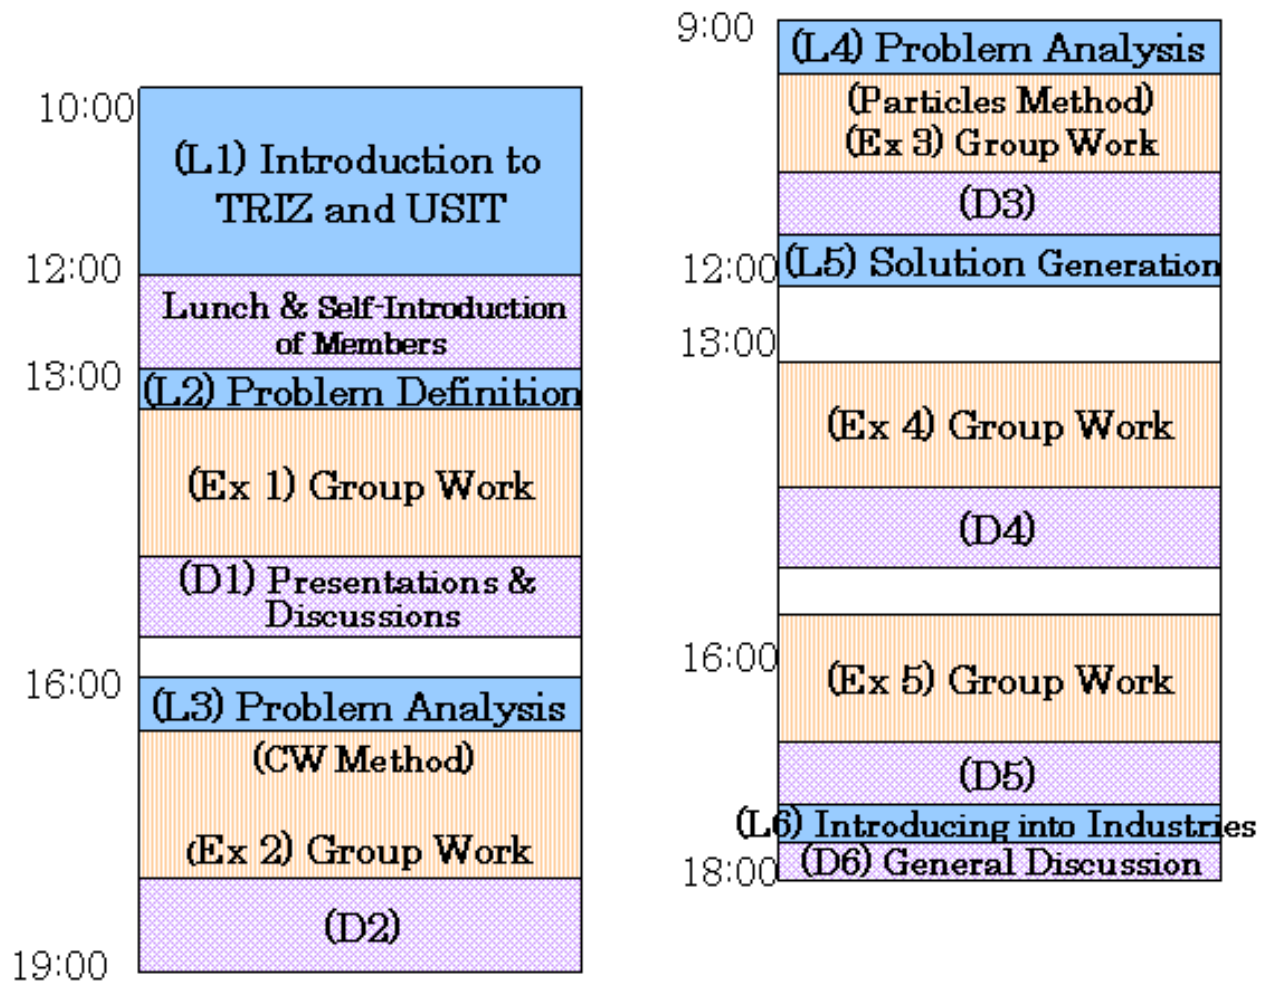 10:00
(L1) Introduction to
TRIZ and USIT
12:00
Lunch & Self-Introduction
of Members
13:00
(L2) Problem Definition
(Ex 1) Group Work
(D1) Presentations &
Discussions
16:00
(L3) Problem Analysis
(CW Method)
(Ex 2) Group Work
(D2)
19:00
9:00
(L4) Problem Analysis
(Particles Method)
(Ex 3) Group Work
(D3)
12:00
(L5) Solution Generation
13:00
(Ex 4) Group Work
(D4)
16:00
(Ex 5) Group Work
(D5)
(L6) Introducing into Industries
(D6) General Discussion
18:00